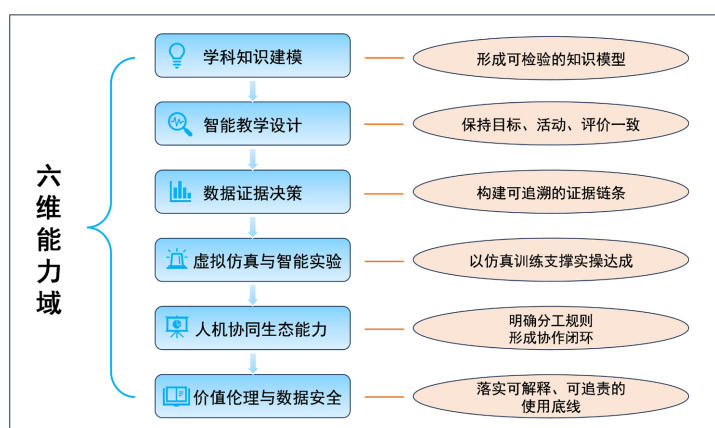 六维能力域
学科知识建模
形成可检验的知识模型
智能教学设计
保持目标、活动、评价一致
数据证据决策
构建可追溯的证据链条
虚拟仿真与智能实验
以仿真训练支撑实操达成
人机协同生态能力
明确分工规则
形成协作闭环
价值伦理与数据安全
落实可解释、可追责的
使用底线